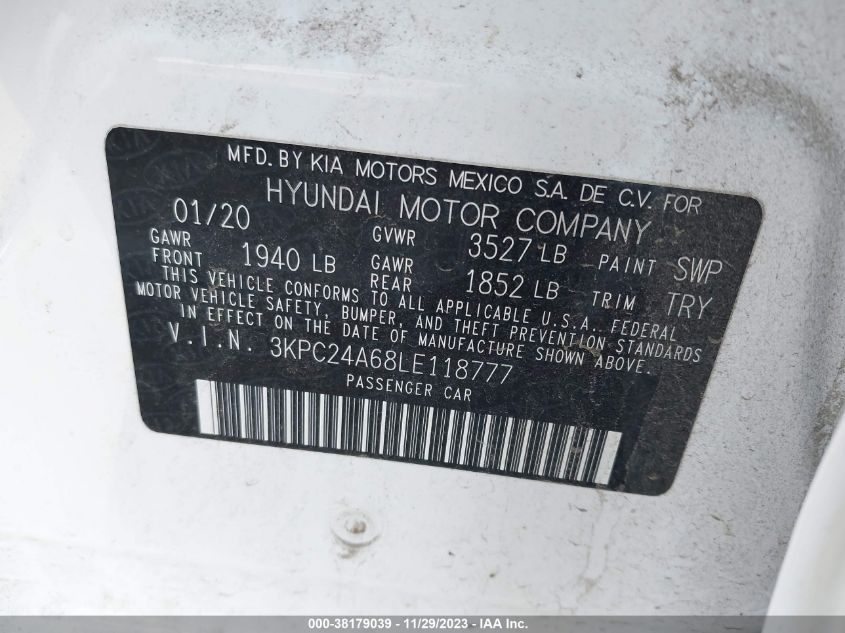 MFD. BY KIA MOTORS MEXICO S.A. DE C.V. FOR
HYUNDAI MOTOR COMPANY
01/20 GVWR 3527 LB PAINT SWP
GAWR FRONT 1940 LB GAWR REAR 1852 LB TRIM TRY
THIS VEHICLE CONFORMS TO ALL APPLICABLE U.S.A. FEDERAL
MOTOR VEHICLE SAFETY, BUMPER, AND THEFT PREVENTION STANDARDS
IN EFFECT ON THE DATE OF MANUFACTURE SHOWN ABOVE.
V.I.N. 3KPC24A68LE118777
PASSENGER CAR
000-38179039 - 11/29/2023 - IAA Inc.